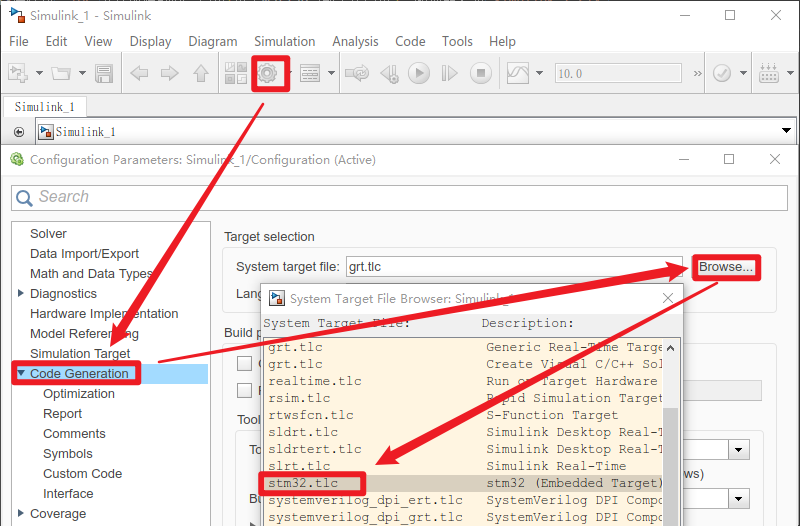 Simulink_1 - Simulink
File Edit View Display Diagram Simulation Analysis Code Tools Help
10.0
Simulink_1
Simulink_1
Configuration Parameters: Simulink_1/Configuration (Active)
Search
Solver
Data Import/Export
Math and Data Types
Diagnostics
Hardware Implementation
Model Referencing
Simulation Target
Code Generation
Optimization
Report
Comments
Symbols
Custom Code
Interface
Coverage
Target selection
System target file: grt.tlc Browse...
Lang
Build p
Tool
System Target File Browser: Simulink_
System Target File: Description:
grt.tlc Generic Real-Time Targe
grt.tlc Create Visual C/C++ Sol
realtime.tlc Run on Target Hardware
rsim.tlc Rapid Simulation Target
rtwsfcn.tlc S-Function Target
sldrt.tlc Simulink Desktop Real-T
sldrtert.tlc Simulink Desktop Real-T
slrt.tlc Simulink Real-Time
stm32.tlc stm32 (Embedded Target)
systemverilog_dpi_ert.tlc SystemVerilog DPI Compo
systemverilog_dpi_grt.tlc SystemVerilog DPI Compo
ws)